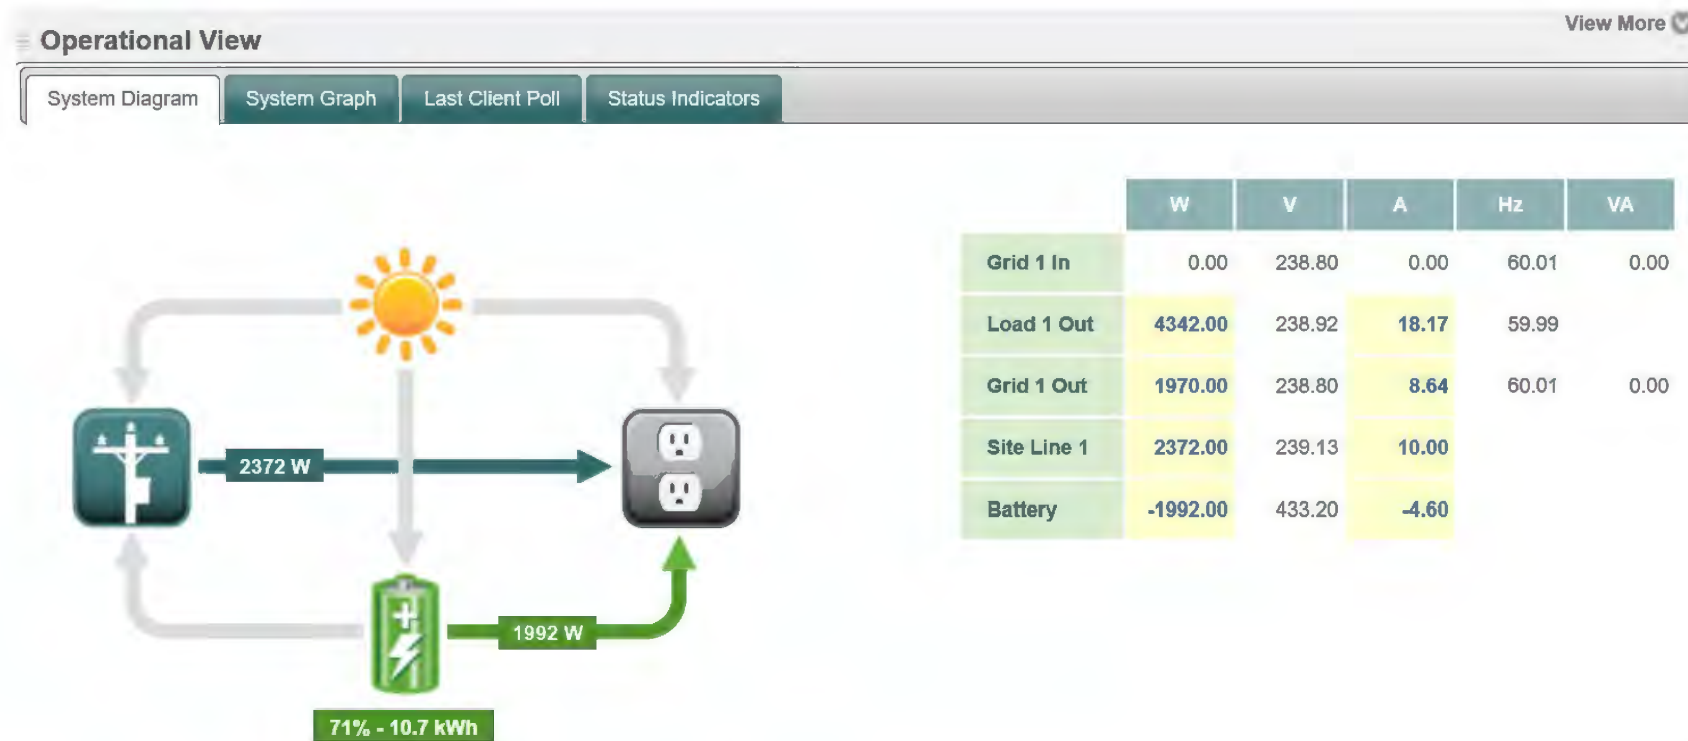 View More
Operational View
System Diagram System Graph Last Client Poll Status Indicators
W V A Hz VA
Grid 1 In 0.00 238.80 0.00 60.01 0.00
Load 1 Out 4342.00 238.92 18.17 59.99
Grid 1 Out 1970.00 238.80 8.64 60.01 0.00
Site Line 1 2372.00 239.13 10.00
Battery -1992.00 433.20 -4.60
2372 W
1992 W
71% - 10.7 kWh